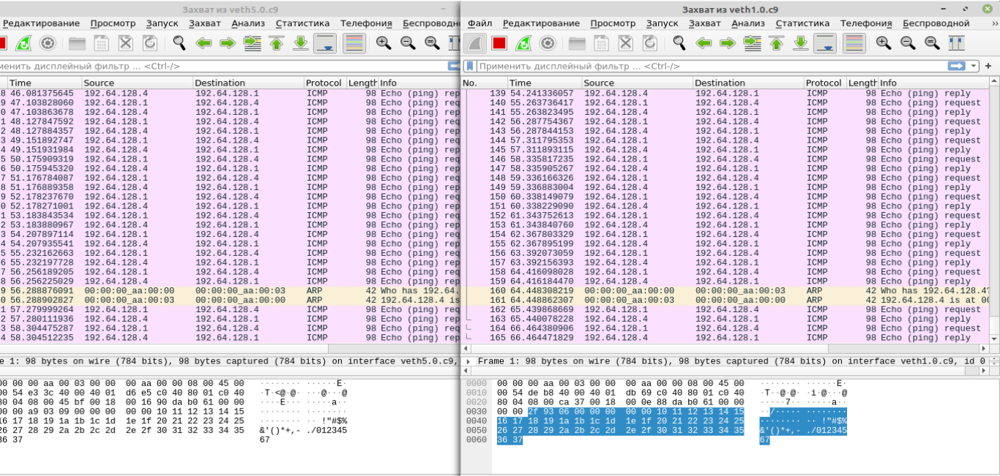 Захват из veth5.0.c9
Редактирование Просмотр Запуск Захват Анализ Статистика Телефония Беспроводн
менить дисплейный фильтр ... <Ctrl-/>
Time Source Destination Protocol Length Info
8 46.081375645 192.64.128.4 192.64.128.1 ICMP 98 Echo (ping) rep
9 47.103828060 192.64.128.1 192.64.128.4 ICMP 98 Echo (ping) req
0 47.103863678 192.64.128.4 192.64.128.1 ICMP 98 Echo (ping) rep
1 48.127847592 192.64.128.1 192.64.128.4 ICMP 98 Echo (ping) req
2 48.127884357 192.64.128.4 192.64.128.1 ICMP 98 Echo (ping) rep
3 49.151892747 192.64.128.1 192.64.128.4 ICMP 98 Echo (ping) req
4 49.151931984 192.64.128.4 192.64.128.1 ICMP 98 Echo (ping) rep
5 50.175909319 192.64.128.1 192.64.128.4 ICMP 98 Echo (ping) req
6 50.175945320 192.64.128.4 192.64.128.1 ICMP 98 Echo (ping) rep
7 51.176784087 192.64.128.1 192.64.128.4 ICMP 98 Echo (ping) req
8 51.176889358 192.64.128.4 192.64.128.1 ICMP 98 Echo (ping) rep
9 52.178237670 192.64.128.1 192.64.128.4 ICMP 98 Echo (ping) req
0 52.178271001 192.64.128.4 192.64.128.1 ICMP 98 Echo (ping) rep
1 53.183843534 192.64.128.1 192.64.128.4 ICMP 98 Echo (ping) req
2 53.183880967 192.64.128.4 192.64.128.1 ICMP 98 Echo (ping) rep
3 54.207897114 192.64.128.1 192.64.128.4 ICMP 98 Echo (ping) req
4 54.207935541 192.64.128.4 192.64.128.1 ICMP 98 Echo (ping) rep
5 55.232162663 192.64.128.1 192.64.128.4 ICMP 98 Echo (ping) req
6 55.232197728 192.64.128.4 192.64.128.1 ICMP 98 Echo (ping) rep
7 56.256189205 192.64.128.1 192.64.128.4 ICMP 98 Echo (ping) req
8 56.256225029 192.64.128.4 192.64.128.1 ICMP 98 Echo (ping) rep
9 56.288876091 00:00:00_aa:00:00 00:00:00_aa:00:03 ARP 42 Who has 192.64.
0 56.288902827 00:00:00_aa:00:03 00:00:00_aa:00:00 ARP 42 192.64.128.4 is
1 57.279999264 192.64.128.1 192.64.128.4 ICMP 98 Echo (ping) req
2 57.280111936 192.64.128.4 192.64.128.1 ICMP 98 Echo (ping) rep
3 58.304475287 192.64.128.1 192.64.128.4 ICMP 98 Echo (ping) req
4 58.304512235 192.64.128.4 192.64.128.1 ICMP 98 Echo (ping) rep
e 1: 98 bytes on wire (784 bits), 98 bytes captured (784 bits) on interface veth5.0.c9,
00 00 00 aa 00 03 00 00 00 aa 00 00 08 00 45 00 ········ ······E·
00 54 e3 3c 40 00 40 01 d6 e5 c0 40 80 01 c0 40 ·T·<@·@· ···@···@
80 04 08 00 45 bf 00 18 00 16 90 da b0 61 00 00 ····E··· ·····a··
00 00 a9 03 09 00 00 00 00 00 10 11 12 13 14 15 ········ ········
16 17 18 19 1a 1b 1c 1d 1e 1f 20 21 22 23 24 25 ········ ·· !"#$%
26 27 28 29 2a 2b 2c 2d 2e 2f 30 31 32 33 34 35 &'()*+,- ./012345
36 37 67
Захват из veth1.0.c9
Файл Редактирование Просмотр Запуск Захват Анализ Статистика Телефония Беспроводной »
Применить дисплейный фильтр ... <Ctrl-/> +
No. Time Source Destination Protocol Length Info
139 54.241336057 192.64.128.4 192.64.128.1 ICMP 98 Echo (ping) reply
140 55.263736417 192.64.128.1 192.64.128.4 ICMP 98 Echo (ping) request
141 55.263823495 192.64.128.4 192.64.128.1 ICMP 98 Echo (ping) reply
142 56.287754367 192.64.128.1 192.64.128.4 ICMP 98 Echo (ping) request
143 56.287844153 192.64.128.4 192.64.128.1 ICMP 98 Echo (ping) reply
144 57.311795353 192.64.128.1 192.64.128.4 ICMP 98 Echo (ping) request
145 57.311893115 192.64.128.4 192.64.128.1 ICMP 98 Echo (ping) reply
146 58.335817235 192.64.128.1 192.64.128.4 ICMP 98 Echo (ping) request
147 58.335905267 192.64.128.4 192.64.128.1 ICMP 98 Echo (ping) reply
148 59.336166326 192.64.128.1 192.64.128.4 ICMP 98 Echo (ping) request
149 59.336883004 192.64.128.4 192.64.128.1 ICMP 98 Echo (ping) reply
150 60.338149079 192.64.128.1 192.64.128.4 ICMP 98 Echo (ping) request
151 60.338229090 192.64.128.4 192.64.128.1 ICMP 98 Echo (ping) reply
152 61.343752613 192.64.128.1 192.64.128.4 ICMP 98 Echo (ping) request
153 61.343840760 192.64.128.4 192.64.128.1 ICMP 98 Echo (ping) reply
154 62.367803329 192.64.128.1 192.64.128.4 ICMP 98 Echo (ping) request
155 62.367895199 192.64.128.4 192.64.128.1 ICMP 98 Echo (ping) reply
156 63.392073059 192.64.128.1 192.64.128.4 ICMP 98 Echo (ping) request
157 63.392156393 192.64.128.4 192.64.128.1 ICMP 98 Echo (ping) reply
158 64.416098028 192.64.128.1 192.64.128.4 ICMP 98 Echo (ping) request
159 64.416184470 192.64.128.4 192.64.128.1 ICMP 98 Echo (ping) reply
160 64.448308219 00:00:00_aa:00:00 00:00:00_aa:00:03 ARP 42 Who has 192.64.128.4?
161 64.448862307 00:00:00_aa:00:03 00:00:00_aa:00:00 ARP 42 192.64.128.4 is at 00
162 65.439868669 192.64.128.1 192.64.128.4 ICMP 98 Echo (ping) request
163 65.440078228 192.64.128.4 192.64.128.1 ICMP 98 Echo (ping) reply
164 66.464380906 192.64.128.1 192.64.128.4 ICMP 98 Echo (ping) request
165 66.464471829 192.64.128.4 192.64.128.1 ICMP 98 Echo (ping) reply
Frame 1: 98 bytes on wire (784 bits), 98 bytes captured (784 bits) on interface veth1.0.c9, id 0
0000 00 00 00 aa 00 03 00 00 00 aa 00 00 08 00 45 00 ········ ······E·
0010 00 54 de b8 40 00 40 01 db 69 c0 40 80 01 c0 40 ·T··@·@· ·i·@···@
0020 80 04 08 00 ca 37 00 18 00 0e 88 da b0 61 00 00 ·····7·· ·····a··
0030 00 00 2f 93 06 00 00 00 00 00 10 11 12 13 14 15 ··/····· ········
0040 16 17 18 19 1a 1b 1c 1d 1e 1f 20 21 22 23 24 25 ········ ·· !"#$%
0050 26 27 28 29 2a 2b 2c 2d 2e 2f 30 31 32 33 34 35 &'()*+,- ./012345
0060 36 37 67